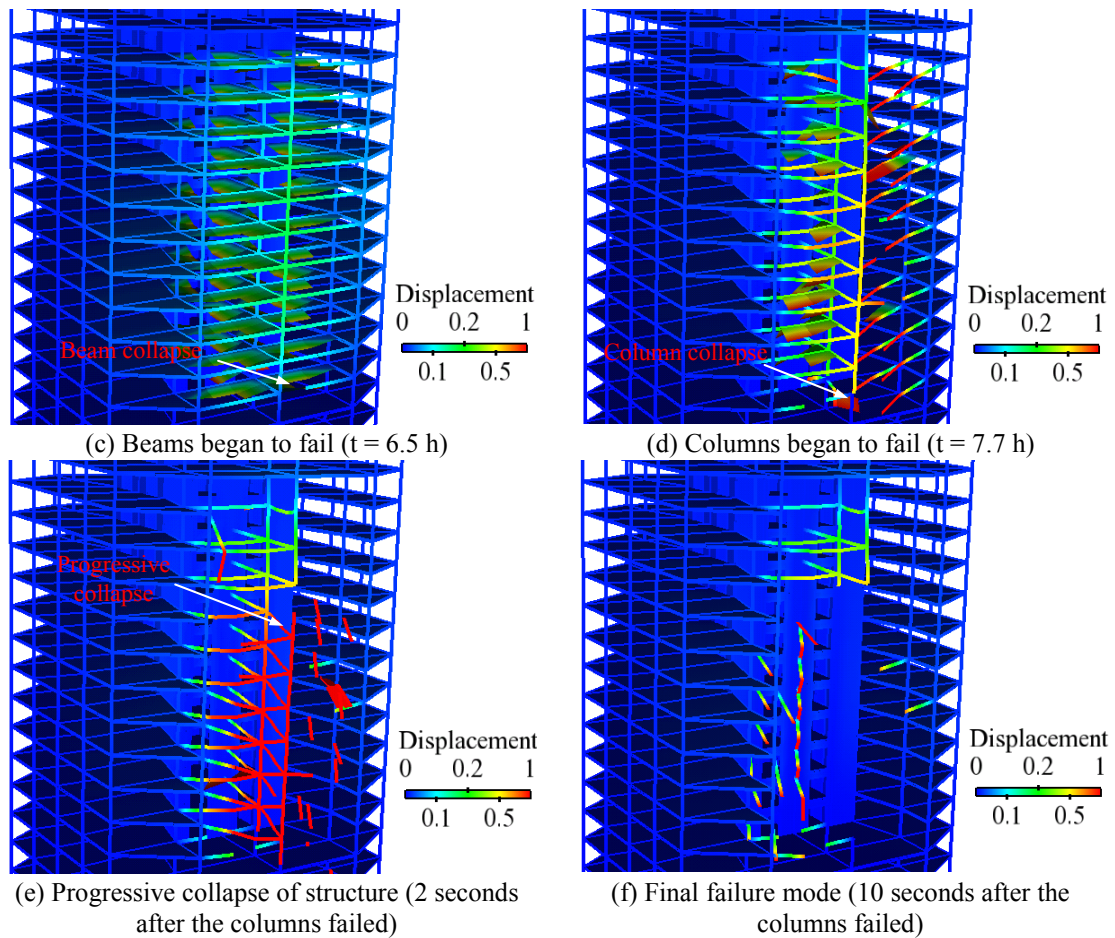 Displacement
0 0.2 1
0.1 0.5
Beam collapse
(c) Beams began to fail (t = 6.5 h)
Displacement
0 0.2 1
0.1 0.5
Column collapse
(d) Columns began to fail (t = 7.7 h)
Progressive
collapse
Displacement
0 0.2 1
0.1 0.5
(e) Progressive collapse of structure (2 seconds
after the columns failed)
Displacement
0 0.2 1
0.1 0.5
(f) Final failure mode (10 seconds after the
columns failed)